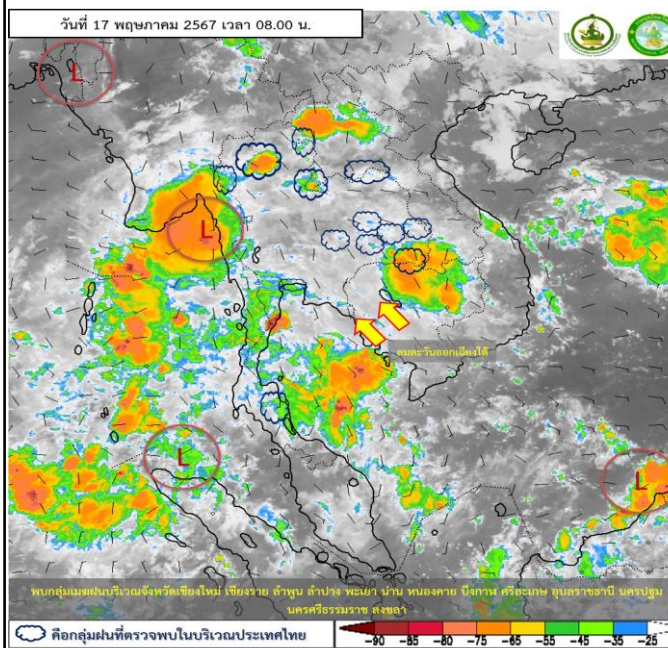 วันที่ 17 พฤษภาคม 2567 เวลา 08.00 น.
L
L
ลมตะวันออกเฉียงใต้
L
L
พบกลุ่มเมฆฝนบริเวณจังหวัดเชียงใหม่ เชียงราย ลำพูน ลำปาง พะเยา น่าน หนองคาย บึงกาฬ ศรีสะเกษ อุบลราชธานี นครปฐม
นครศรีธรรมราช สงขลา
คือกลุ่มฝนที่ตรวจพบในบริเวณประเทศไทย
-90 -85 -80 -75 -65 -55 -45 -35 -25